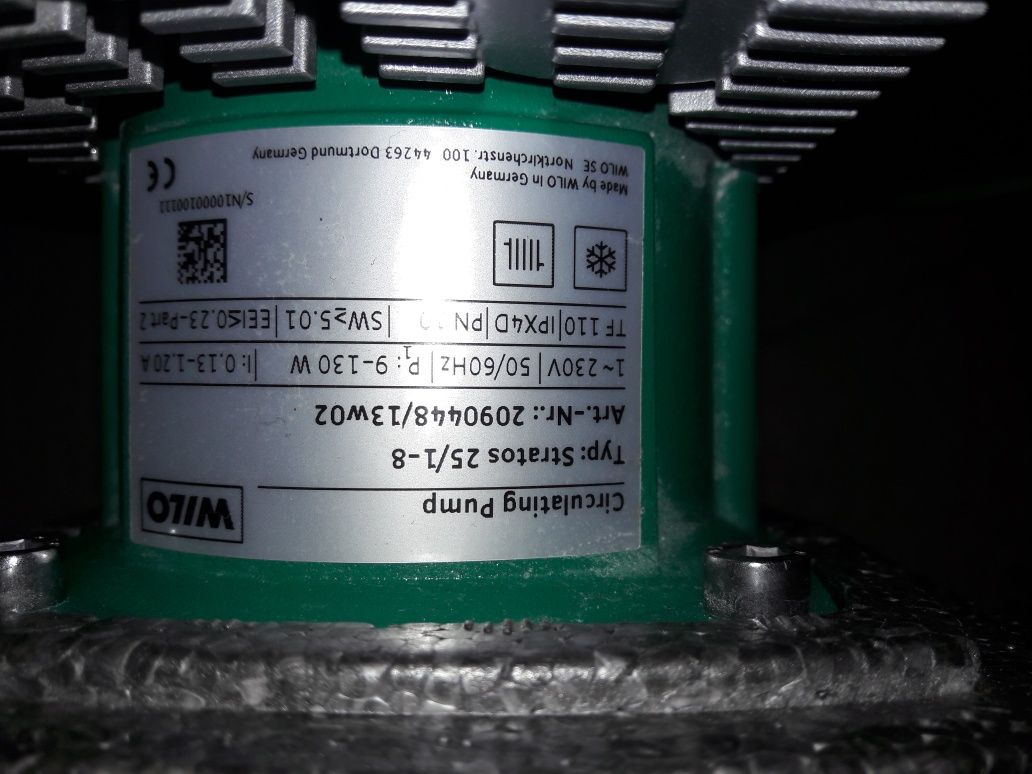 Circulating Pump
WILO
Typ: Stratos 25/1-8
Art.-Nr.: 2090448/13w02
1~230V | 50/60Hz | P1: 9-130 W | I: 0.13-1.20 A
TF 110 | IPX4D | PN | SW≥5.01 | EEI≤0.23-Part 2
S/N10000100111
CE
Made by WILO in Germany
WILO SE Nortkirchenstr. 100 44263 Dortmund Germany